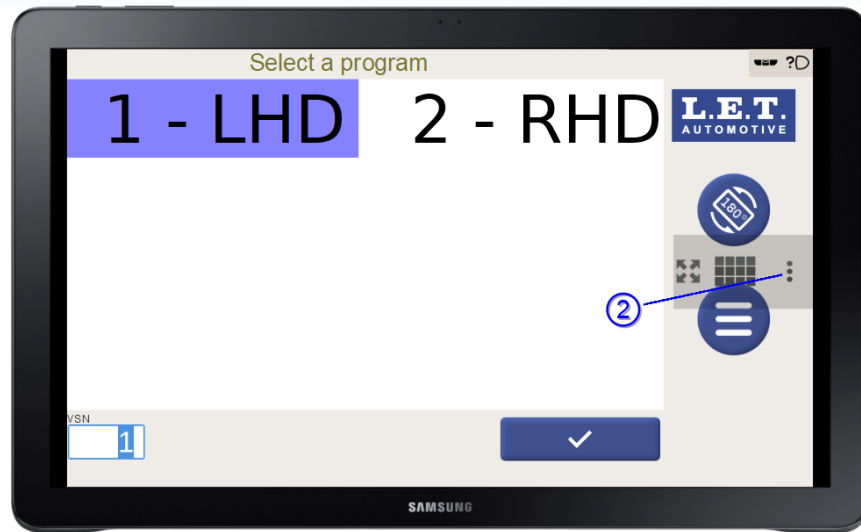 Select a program
?
1 - LHD 2 - RHD
L.E.T.
AUTOMOTIVE
180°
2
VSN
1
SAMSUNG